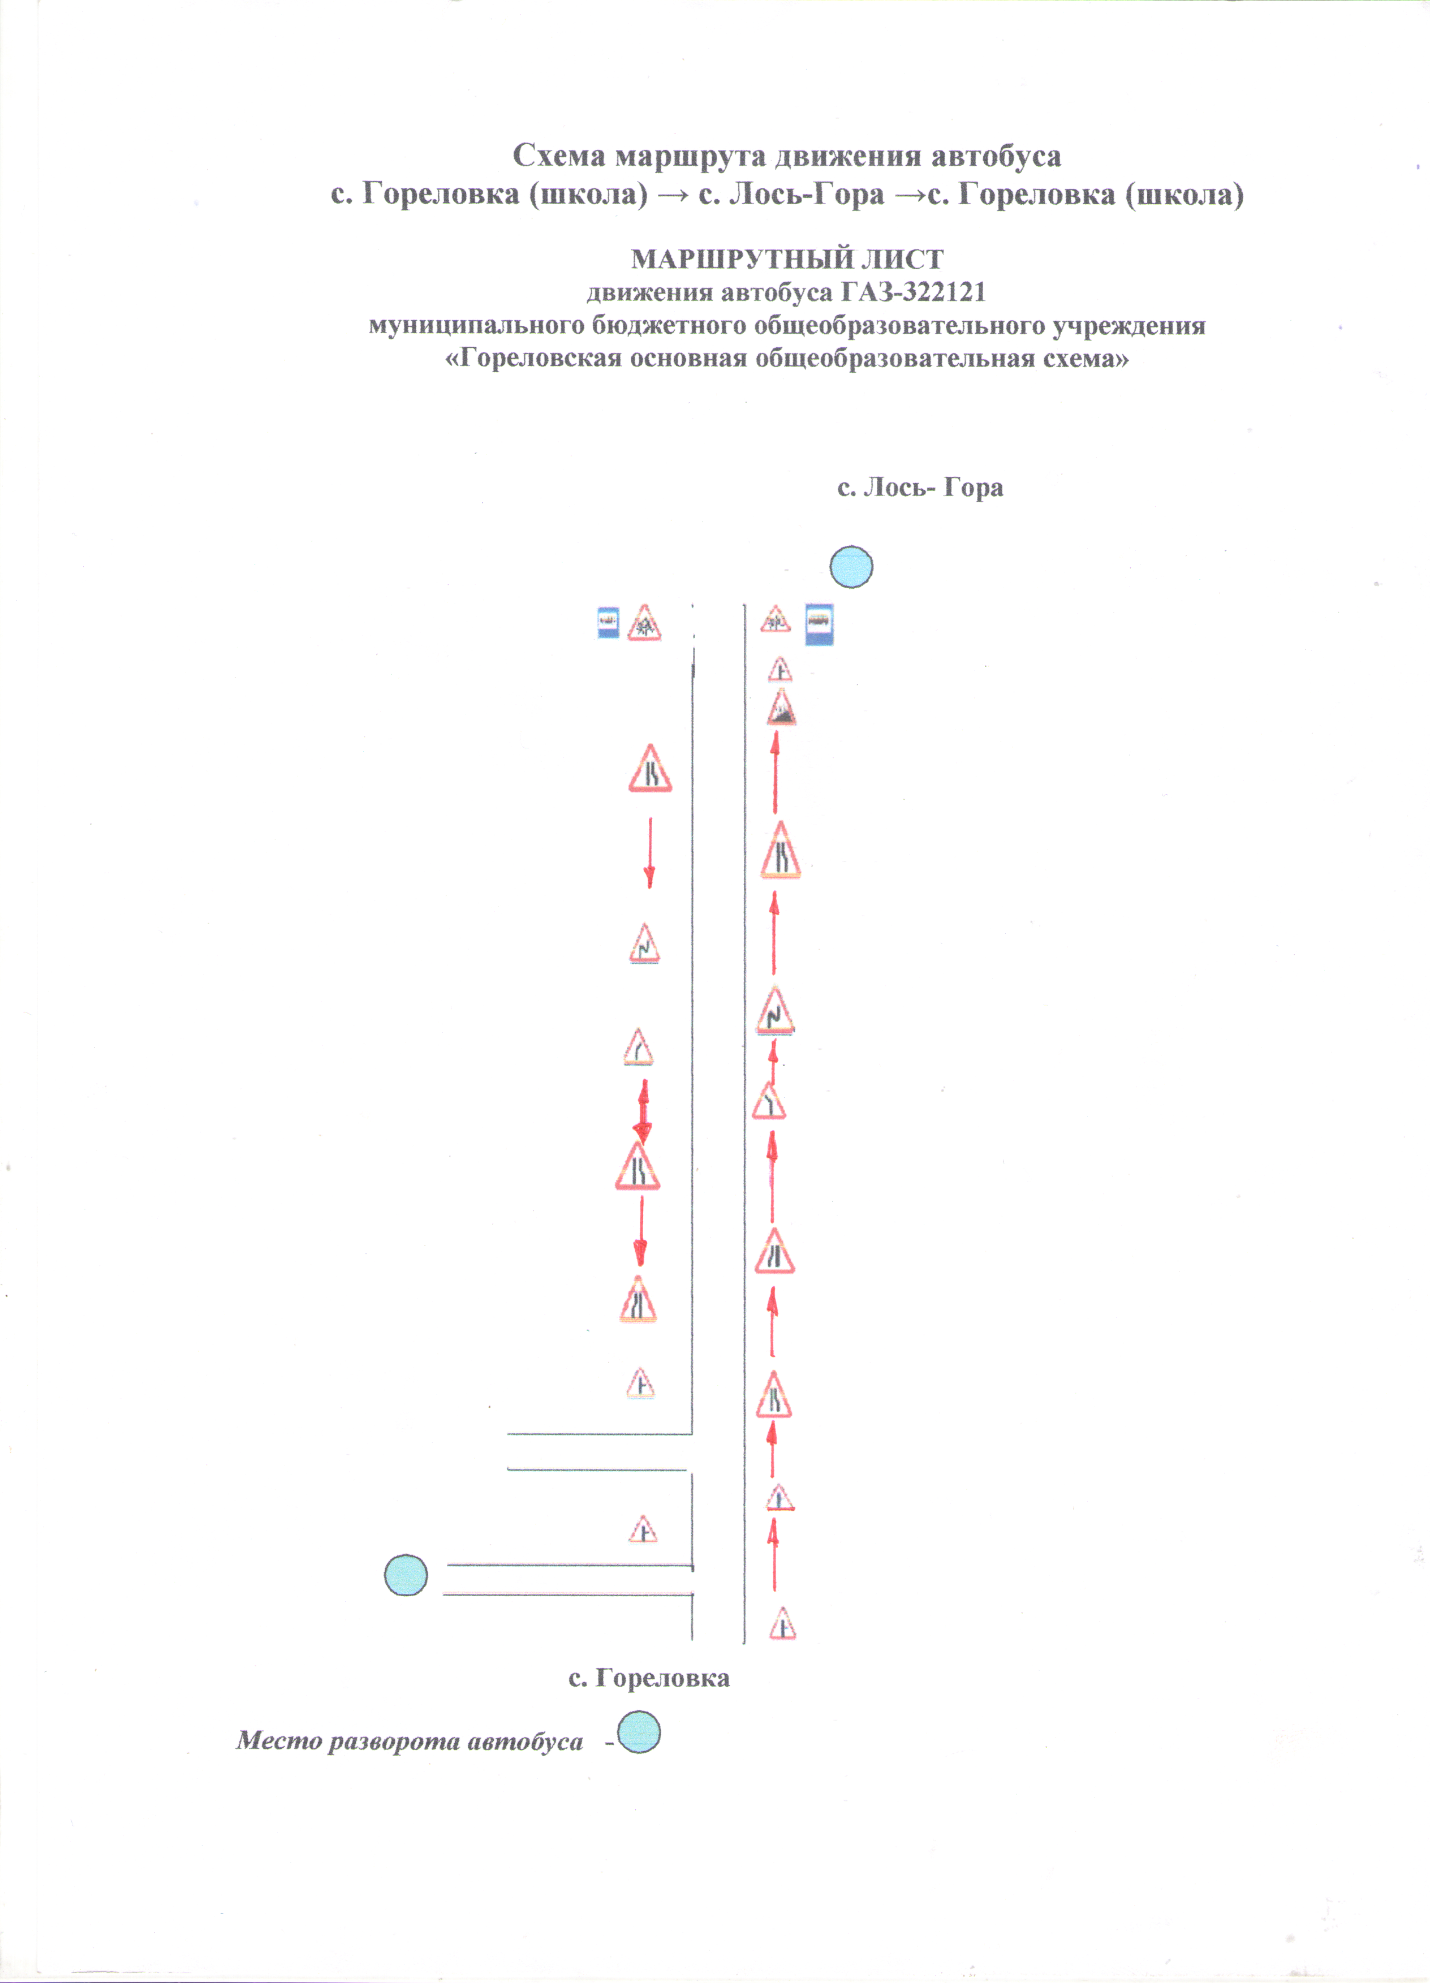 Схема маршрута движения автобуса
с. Гореловка (школа) → с. Лось-Гора →с. Гореловка (школа)
МАРШРУТНЫЙ ЛИСТ
движения автобуса ГАЗ-322121
муниципального бюджетного общеобразовательного учреждения
«Гореловская основная общеобразовательная схема»
с. Лось- Гора
с. Гореловка
Место разворота автобуса -